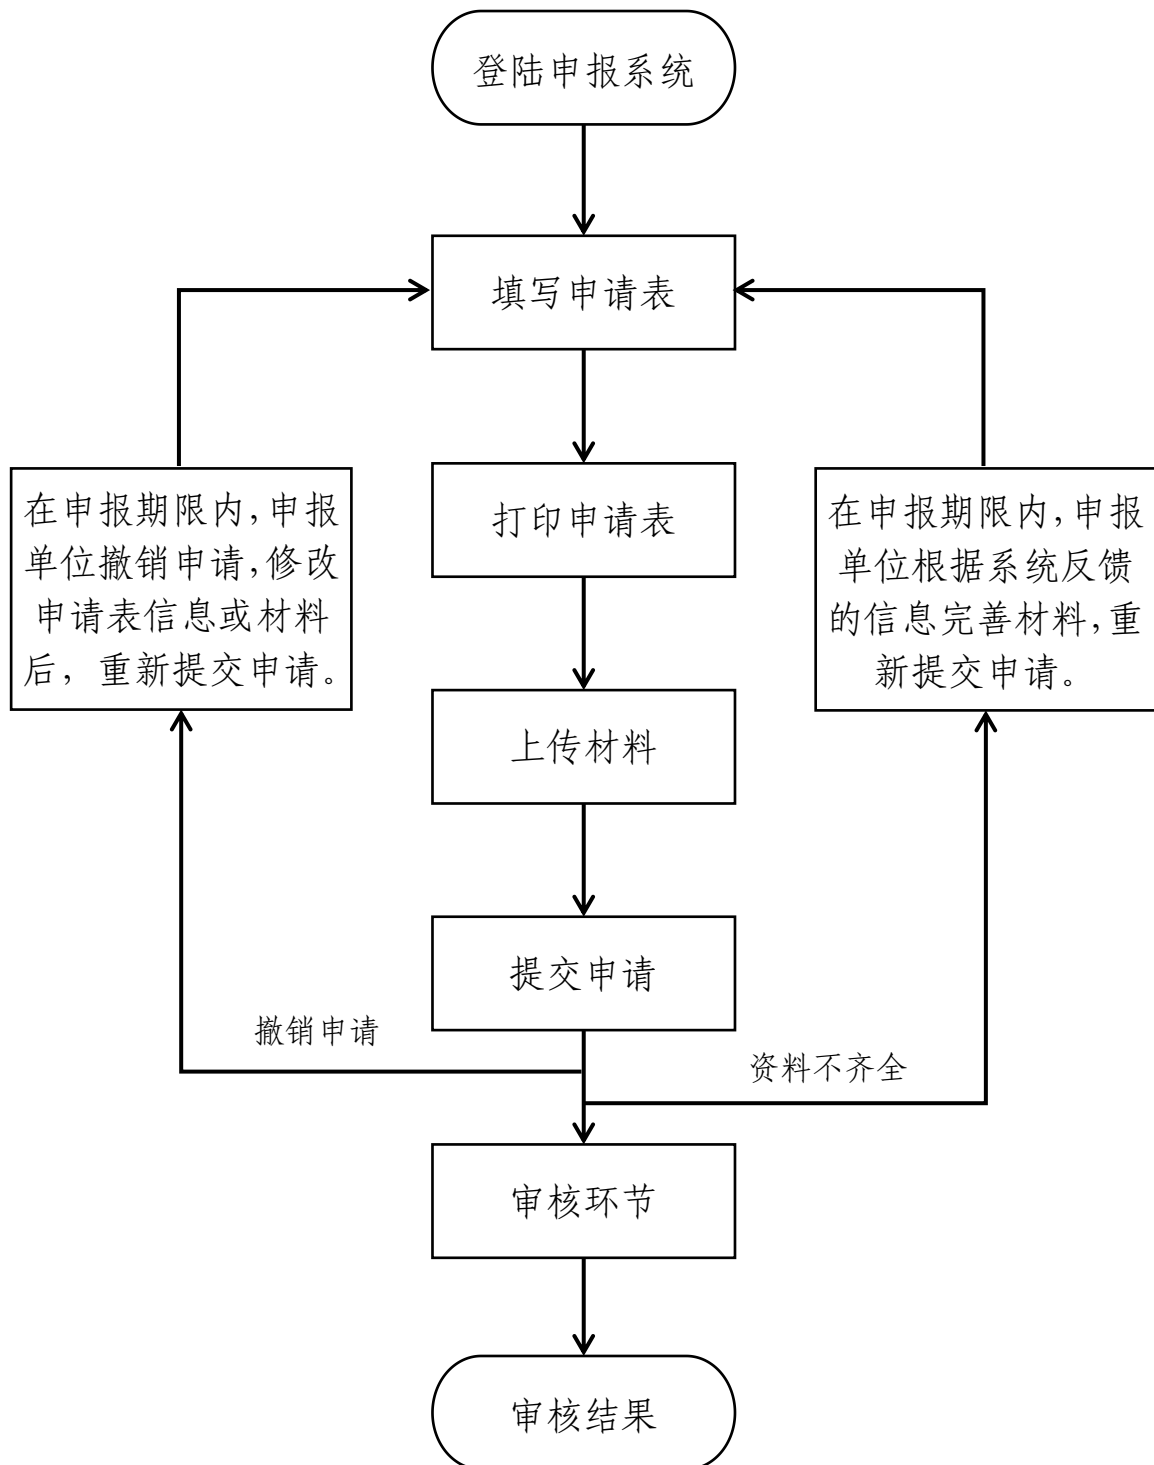 登陆申报系统
填写申请表
打印申请表
在申报期限内，申报
单位撤销申请，修改
申请表信息或材料
后，重新提交申请。
在申报期限内，申报
单位根据系统反馈
的信息完善材料，重
新提交申请。
上传材料
提交申请
撤销申请
资料不齐全
审核环节
审核结果